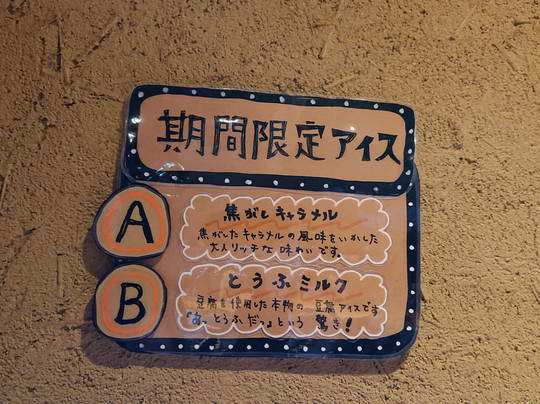 期間限定アイス
A
焦がしキャラメル
焦がしたキャラメルの風味をいかした
大人リッチな味わいです。
B
とうふミルク
豆腐を使用した本物の豆腐アイスです
「あっとうふだっ」という驚き!